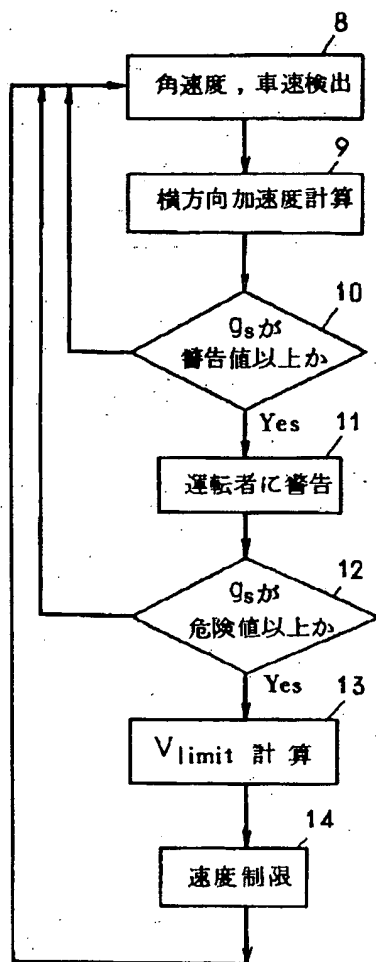 8
角速度，車速検出
9
横方向加速度計算
10
gsが
警告値以上か
Yes
11
運転者に警告
12
gsが
危険値以上か
Yes
13
Vlimit 計算
14
速度制限